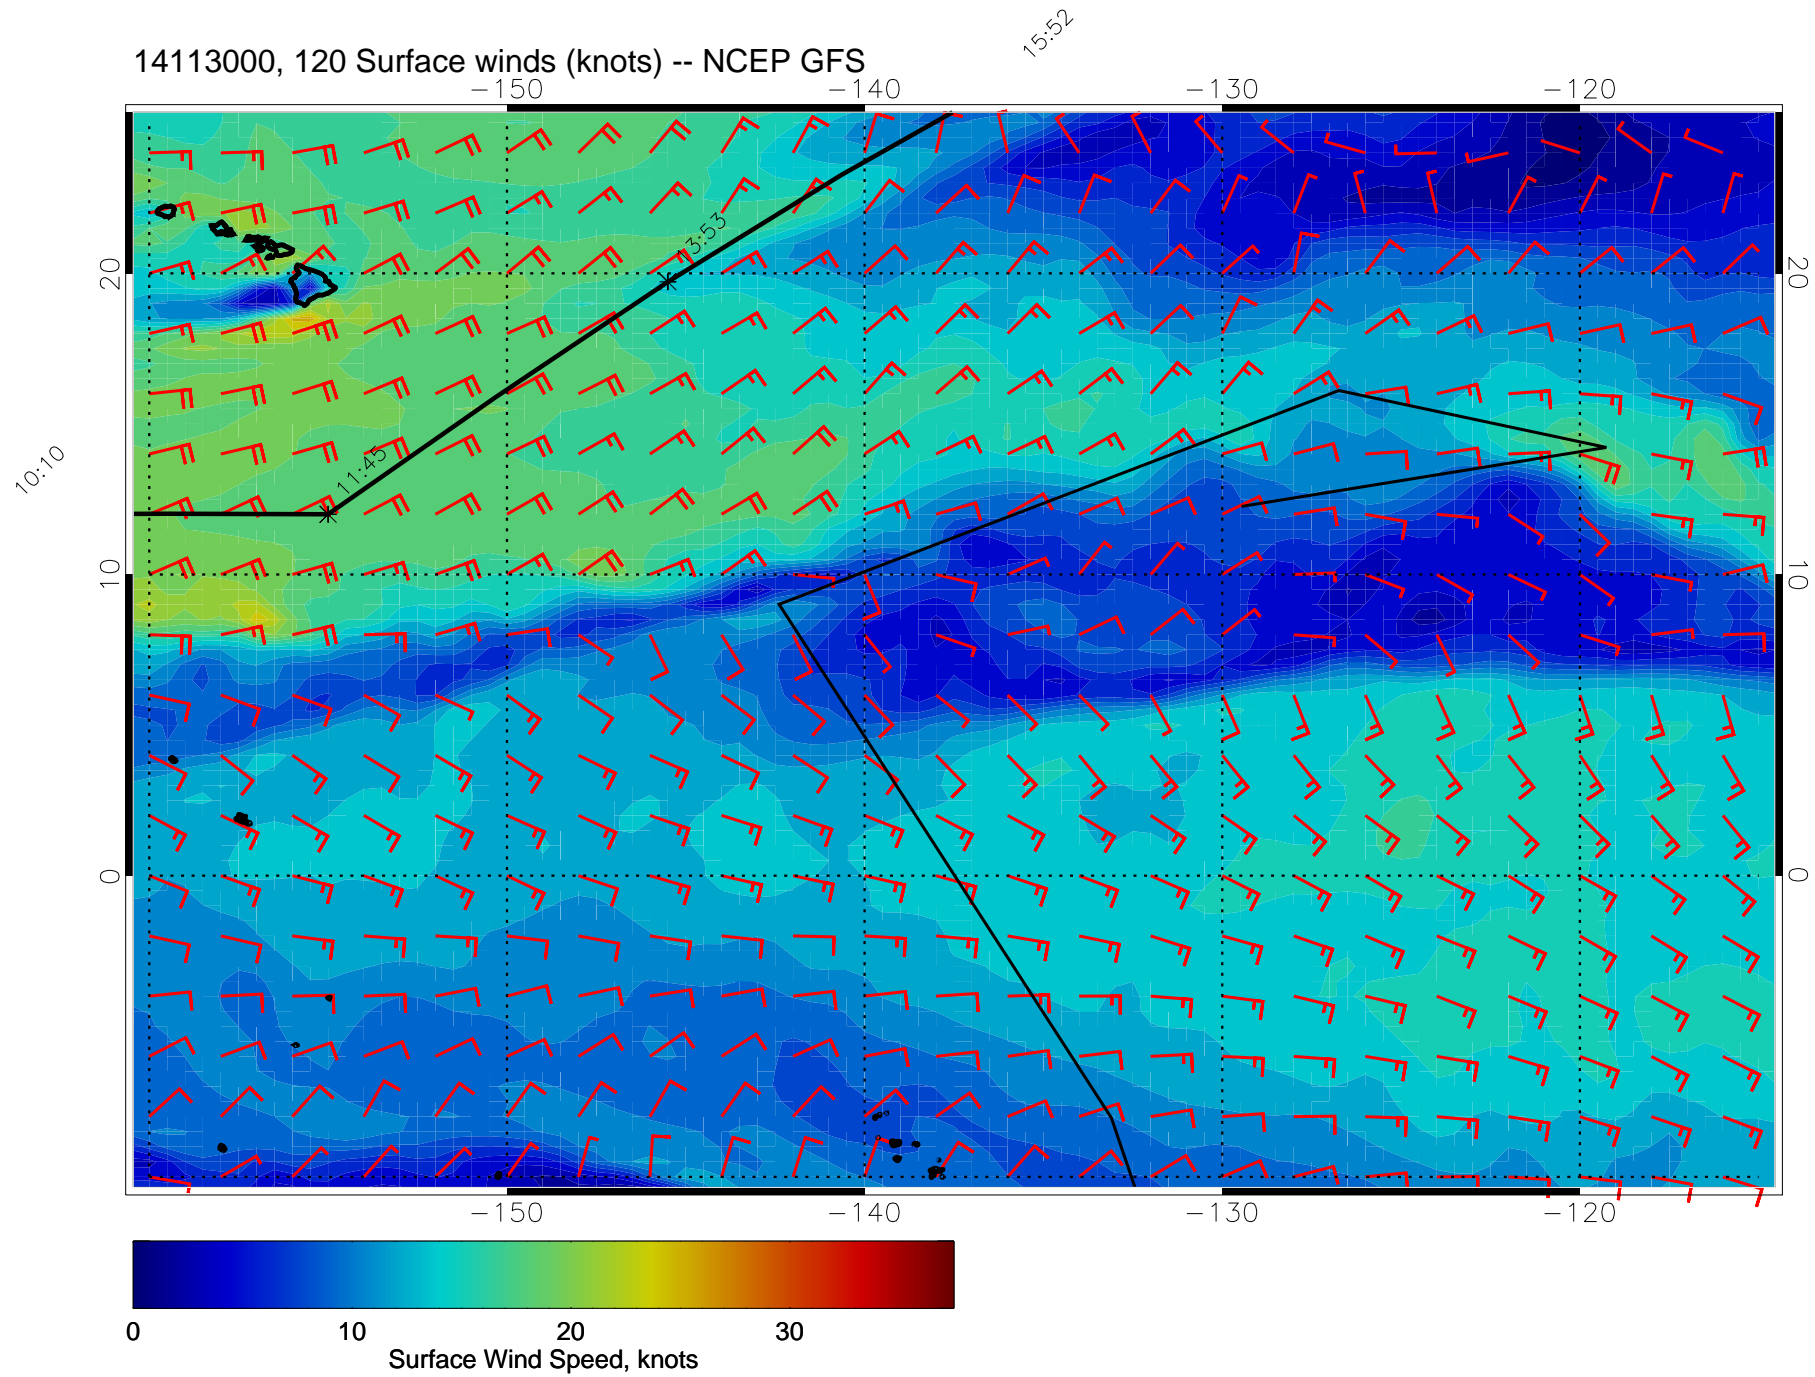 15:52
14113000, 120 Surface winds (knots) -- NCEP GFS
-150 -140 -130 -120
13:53
20 20
11:45
10:10
10 10
0 0
-150 -140 -130 -120
0 10 20 30
Surface Wind Speed, knots